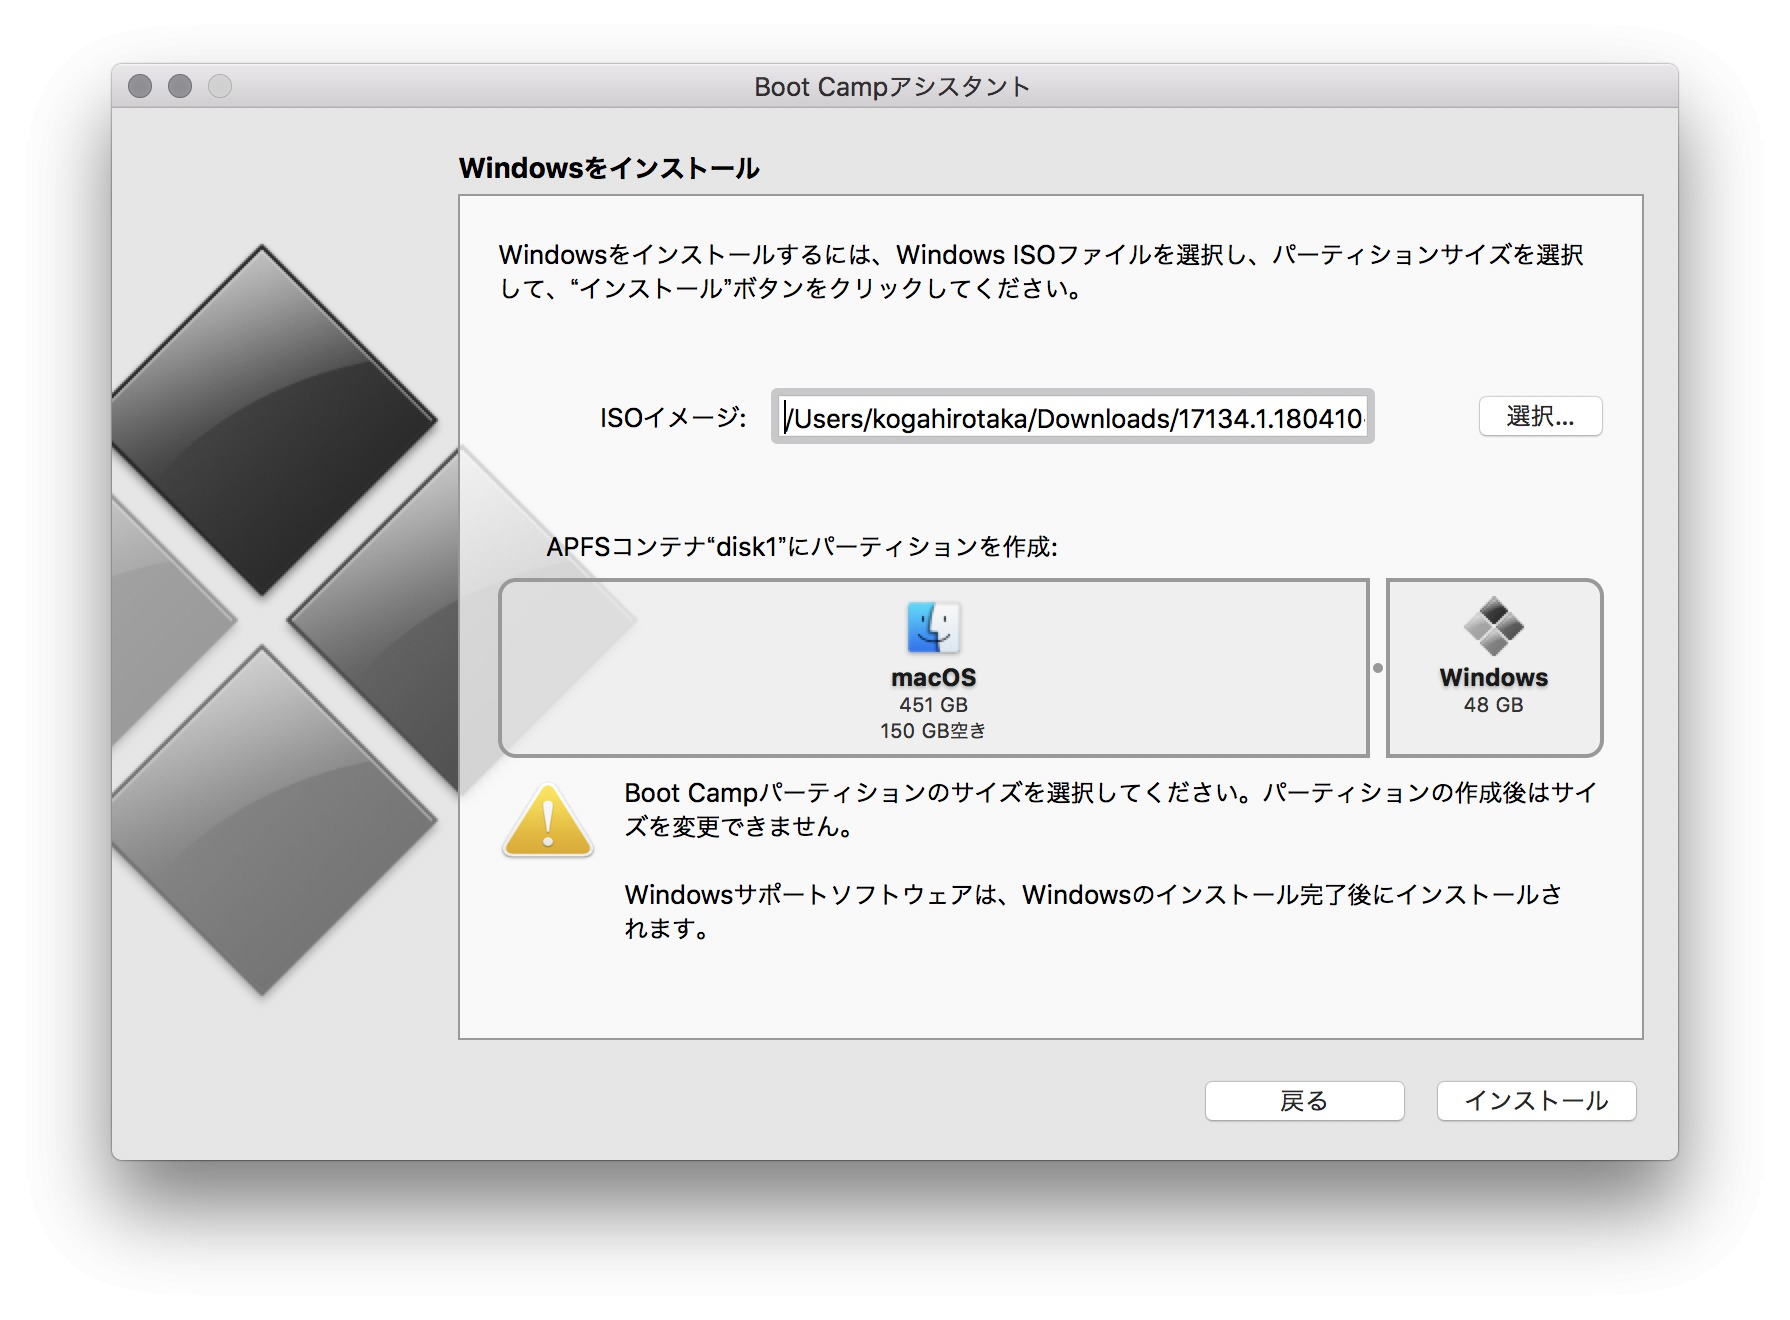 Boot Campアシスタント
Windowsをインストール
Windowsをインストールするには、Windows ISOファイルを選択し、パーティションサイズを選択
して、“インストール”ボタンをクリックしてください。
ISOイメージ: /Users/kogahirotaka/Downloads/17134.1.180410- 選択...
APFSコンテナ“disk1”にパーティションを作成:
macOS
451 GB
150 GB空き
Windows
48 GB
Boot Campパーティションのサイズを選択してください。パーティションの作成後はサイ
ズを変更できません。
Windowsサポートソフトウェアは、Windowsのインストール完了後にインストールさ
れます。
戻る インストール